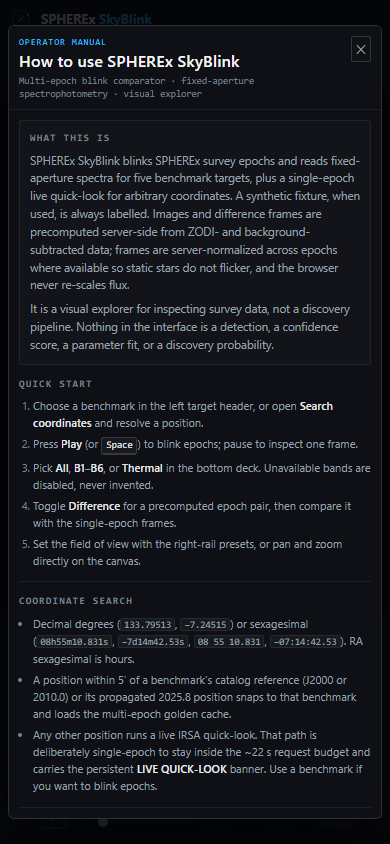 SPHEREx SkyBlink
OPERATOR MANUAL
How to use SPHEREx SkyBlink
Multi-epoch blink comparator · fixed-aperture
spectrophotometry · visual explorer
WHAT THIS IS
SPHEREx SkyBlink blinks SPHEREx survey epochs and reads fixed-
aperture spectra for five benchmark targets, plus a single-epoch
live quick-look for arbitrary coordinates. A synthetic fixture, when
used, is always labelled. Images and difference frames are
precomputed server-side from ZODI- and background-
subtracted data; frames are server-normalized across epochs
where available so static stars do not flicker, and the browser
never re-scales flux.
It is a visual explorer for inspecting survey data, not a discovery
pipeline. Nothing in the interface is a detection, a confidence
score, a parameter fit, or a discovery probability.
QUICK START
1. Choose a benchmark in the left target header, or open Search
coordinates and resolve a position.
2. Press Play (or Space) to blink epochs; pause to inspect one frame.
3. Pick All, B1–B6, or Thermal in the bottom deck. Unavailable bands are
disabled, never invented.
4. Toggle Difference for a precomputed epoch pair, then compare it
with the single-epoch frames.
5. Set the field of view with the right-rail presets, or pan and zoom
directly on the canvas.
COORDINATE SEARCH
• Decimal degrees (133.79513, −7.24515) or sexagesimal
(08h55m10.831s, −7d14m42.53s, 08 55 10.831, −07:14:42.53). RA
sexagesimal is hours.
• A position within 5′ of a benchmark's catalog reference (J2000 or
2010.0) or its propagated 2025.8 position snaps to that benchmark
and loads the multi-epoch golden cache.
• Any other position runs a live IRSA quick-look. That path is
deliberately single-epoch to stay inside the ~22 s request budget and
carries the persistent LIVE QUICK-LOOK banner. Use a benchmark if
you want to blink epochs.